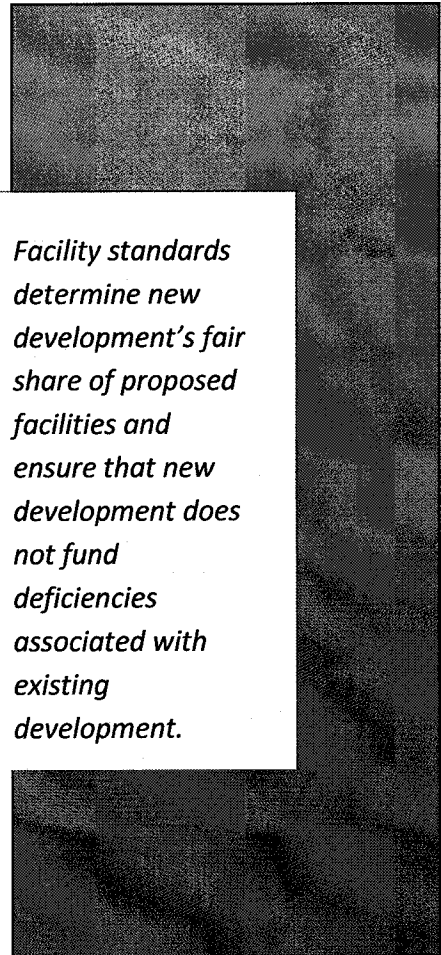 Facility standards
determine new
development's fair
share of proposed
facilities and
ensure that new
development does
not fund
deficiencies
associated with
existing
development.